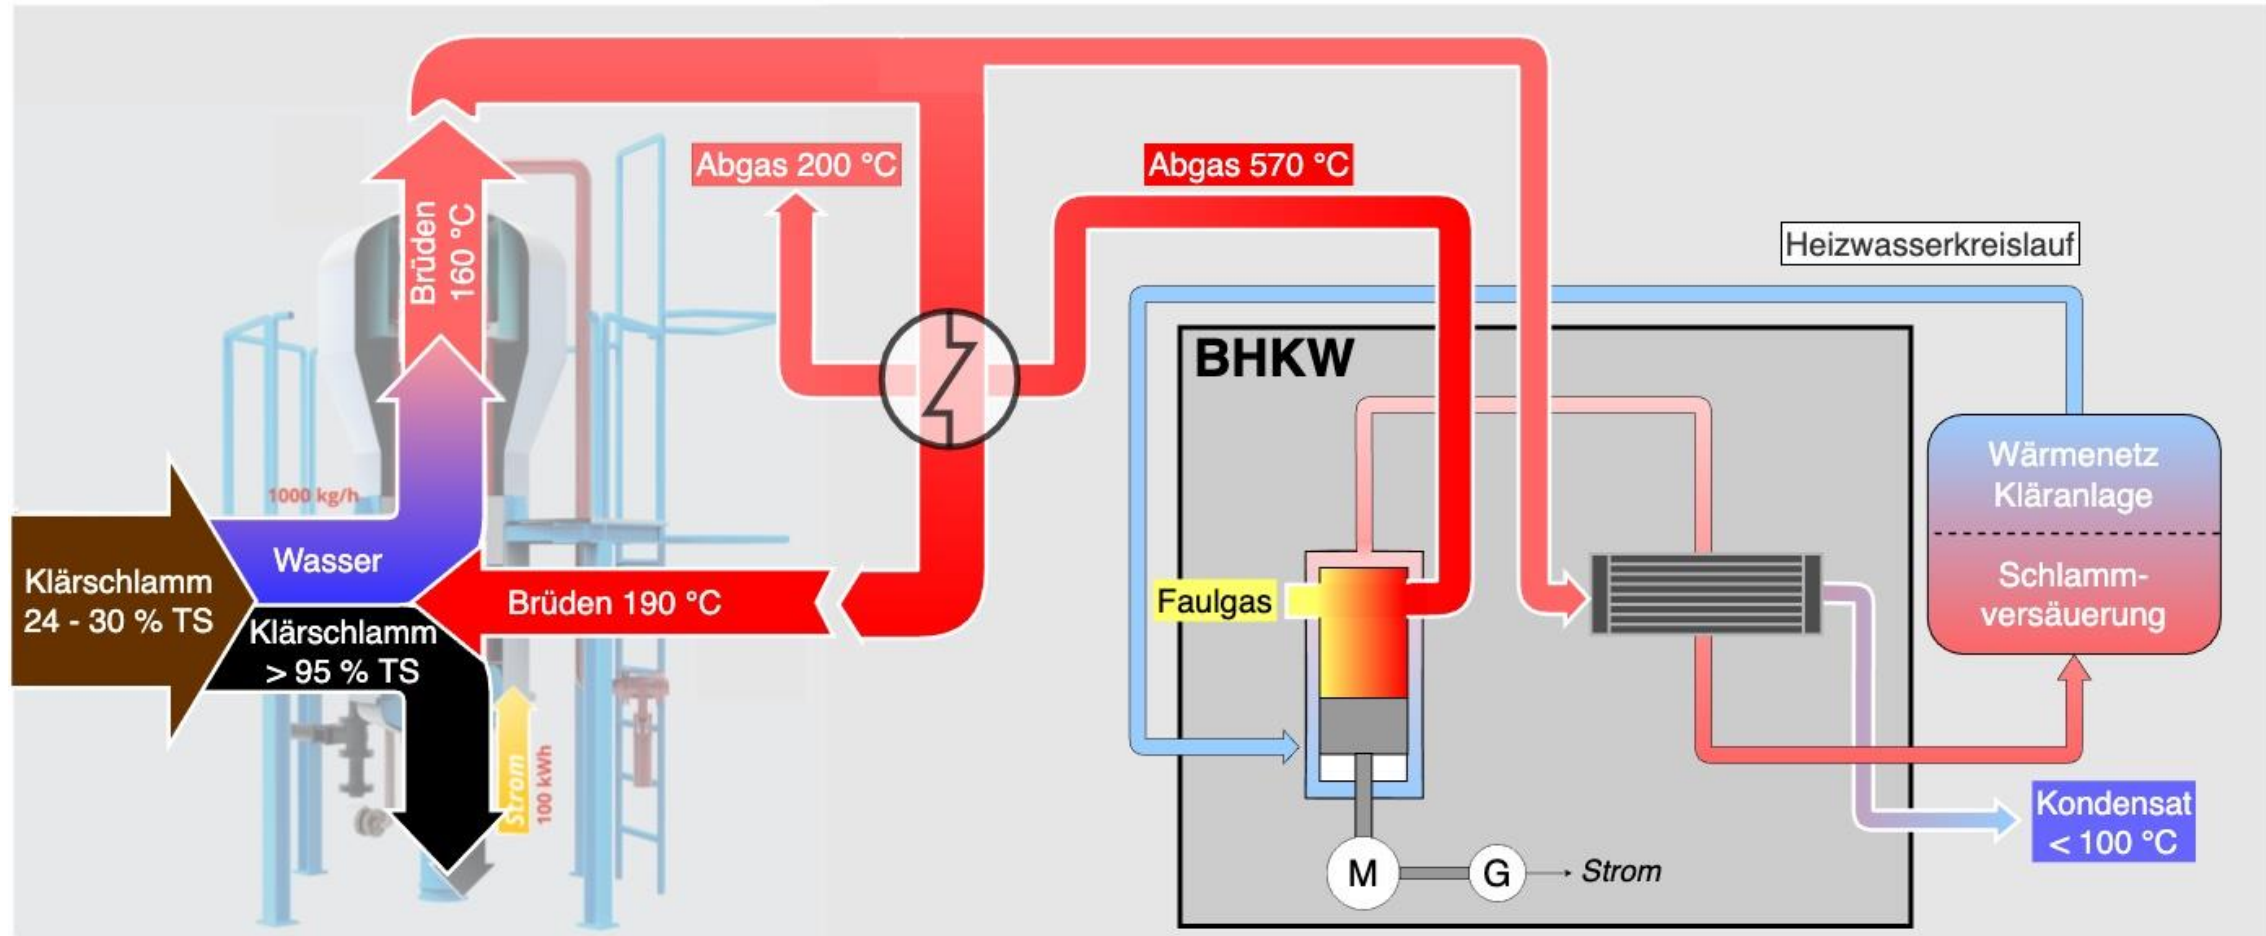 Abgas 200 °C
Abgas 570 °C
Brüden
160 °C
Heizwasserkreislauf
BHKW
1000 kg/h
Wasser
Klärschlamm
24 - 30 % TS
Brüden 190 °C
Klärschlamm
> 95 % TS
Strom
100 kWh
Faulgas
Wärmenetz
Kläranlage
Schlamm-
versäuerung
Kondensat
< 100 °C
M
G
Strom